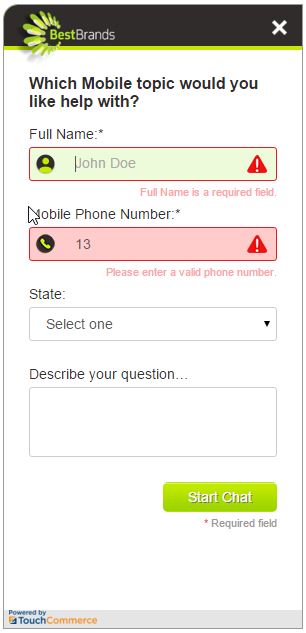 BestBrands
Which Mobile topic would you
like help with?
Full Name:*
John Doe
Full Name is a required field.
Mobile Phone Number:*
13
Please enter a valid phone number.
State:
Select one
Describe your question...
Start Chat
* Required field
Powered by
TouchCommerce